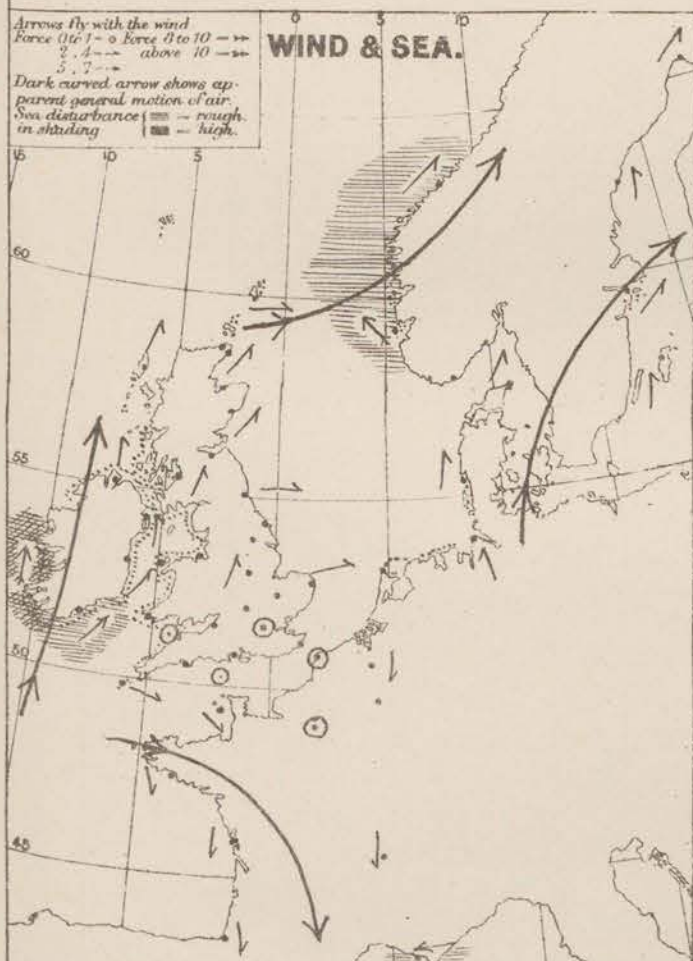 Arrows fly with the wind
Force 0 to 1 - o Force 8 to 10 -
2 . 4 - above 10 -
5 . 7 -
Dark curved arrow shows ap-
parent general motion of air.
Sea disturbance { - rough.
in shading - high.
WIND & SEA.
0 5 10
15 10 5
60
55
50
45